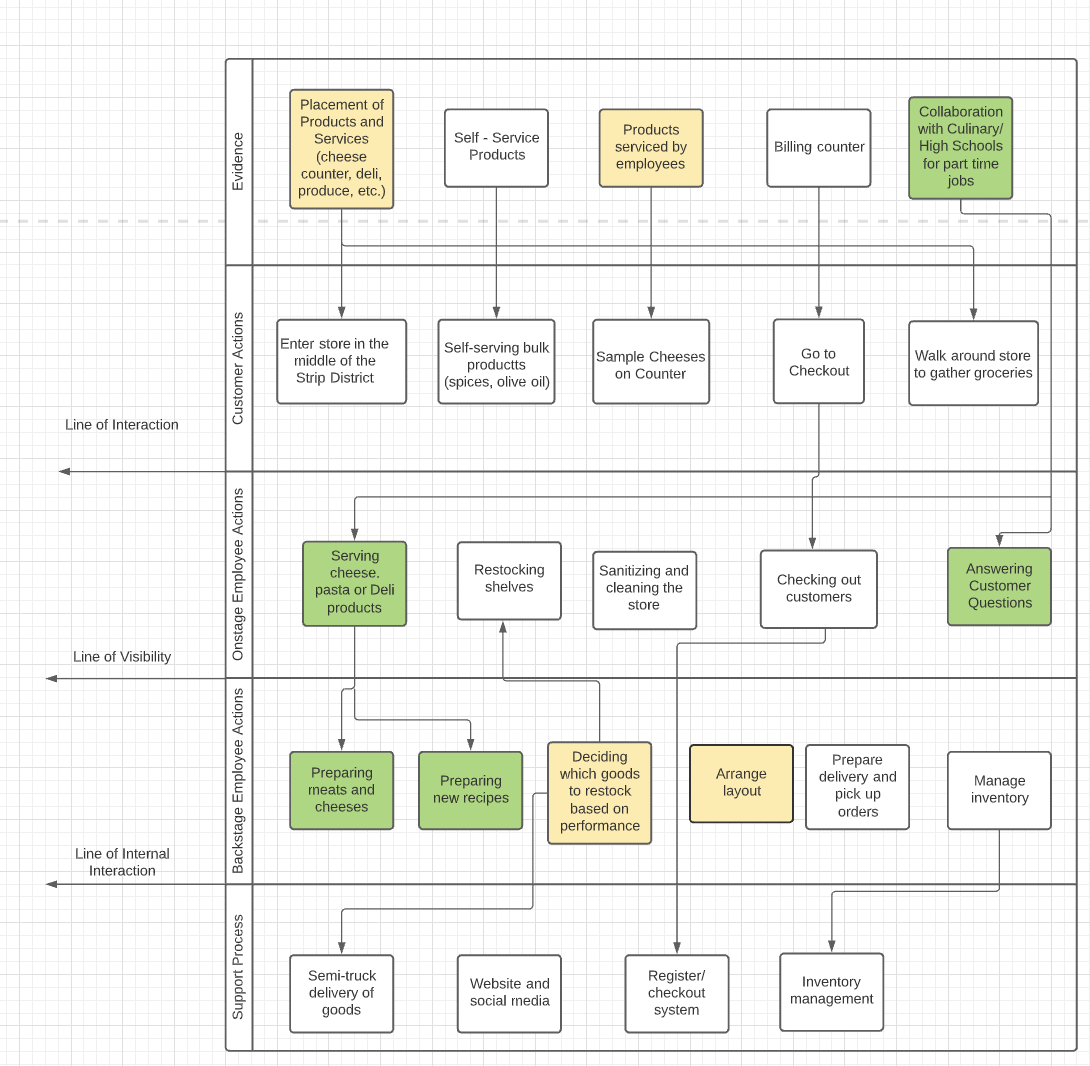 Evidence
Placement of
Products and
Services
(cheese
counter, deli,
produce, etc.)
Self - Service
Products
Products
serviced by
employees
Billing counter
Collaboration
with Culinary/
High Schools
for part time
jobs
Customer Actions
Enter store in the
middle of the
Strip District
Self-serving bulk
productts
(spices, olive oil)
Sample Cheeses
on Counter
Go to
Checkout
Walk around store
to gather groceries
Line of Interaction
Onstage Employee Actions
Serving
cheese.
pasta or Deli
products
Restocking
shelves
Sanitizing and
cleaning the
store
Checking out
customers
Answering
Customer
Questions
Line of Visibility
Backstage Employee Actions
Preparing
meats and
cheeses
Preparing
new recipes
Deciding
which goods
to restock
based on
performance
Arrange
layout
Prepare
delivery and
pick up
orders
Manage
inventory
Line of Internal
Interaction
Support Process
Semi-truck
delivery of
goods
Website and
social media
Register/
checkout
system
Inventory
management